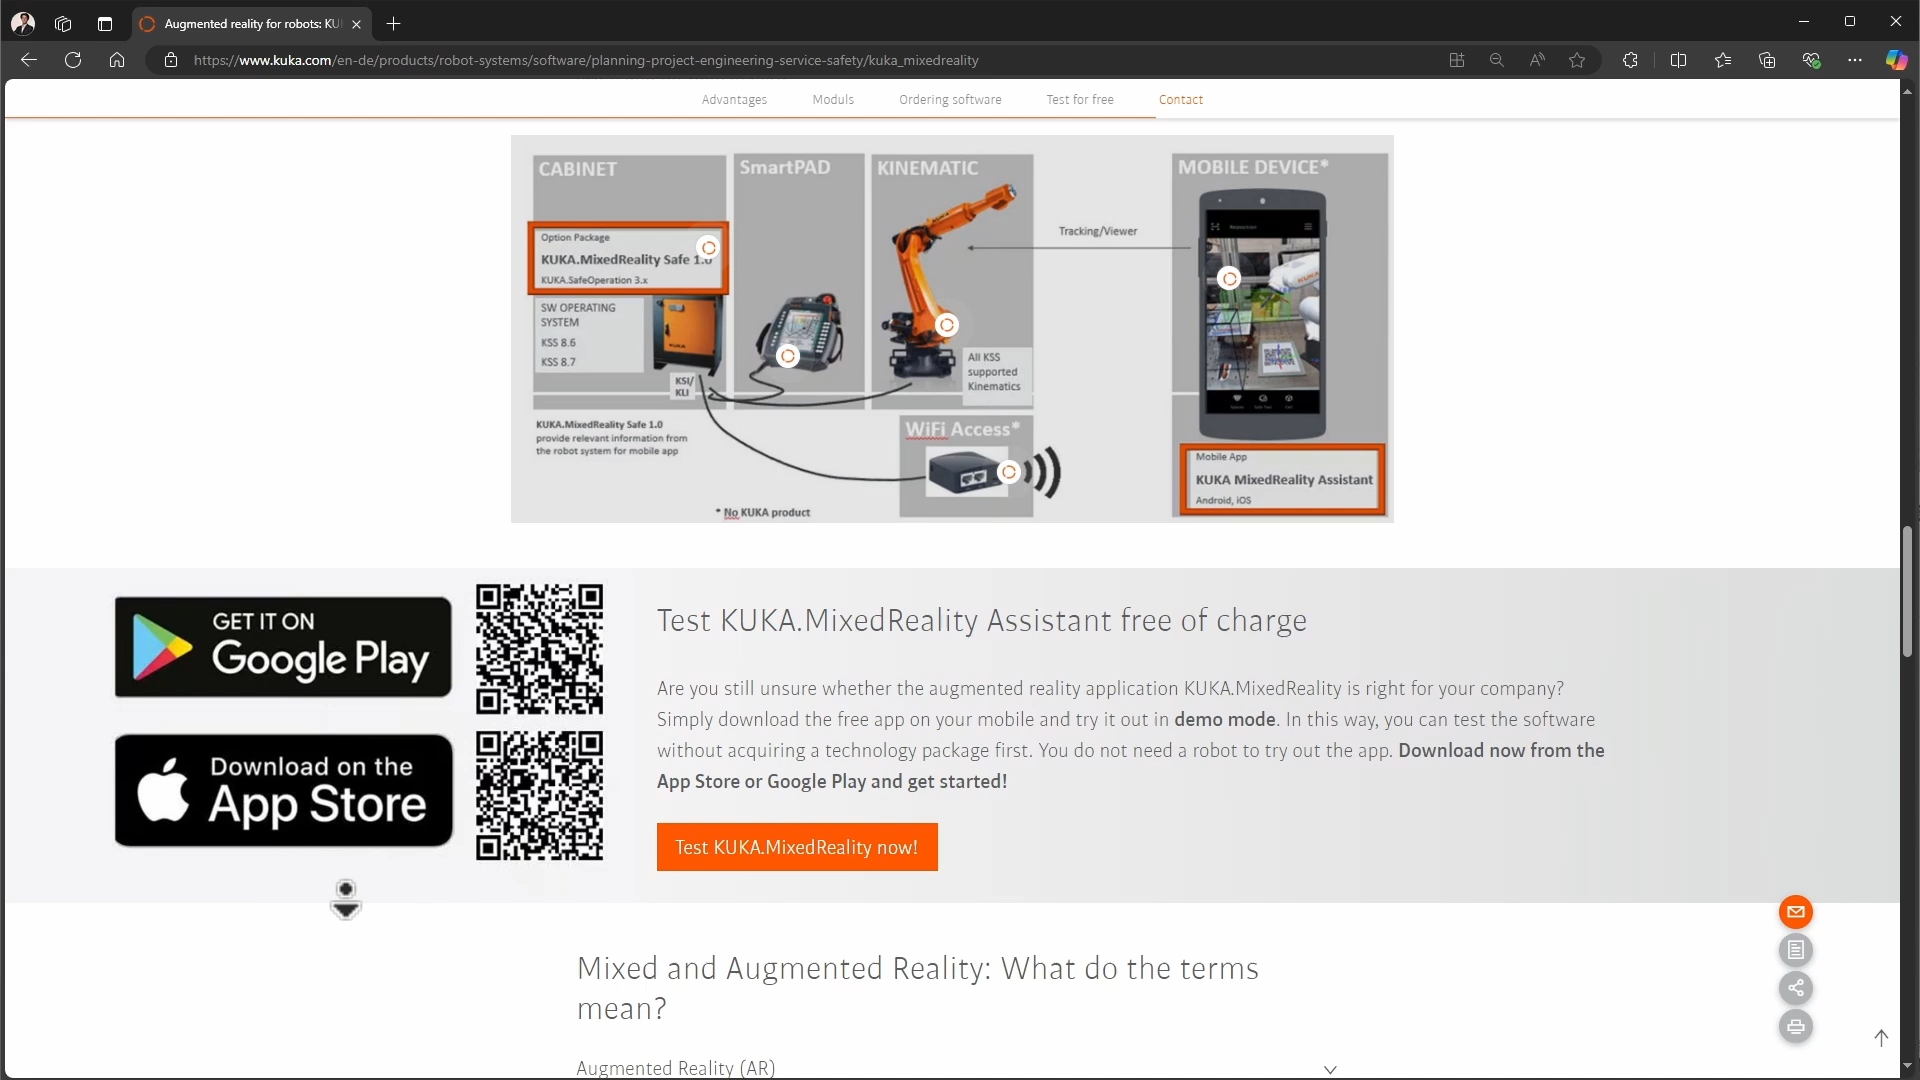 Augmented reality for robots: KU
https://www.kuka.com/en-de/products/robot-systems/software/planning-project-engineering-service-safety/kuka_mixedreality
Advantages
Moduls
Ordering software
Test for free
Contact
CABINET
SmartPAD
KINEMATIC
MOBILE DEVICE*
Option Package
KUKA.MixedReality Safe 1.0
KUKA.SafeOperation 3.x
SW OPERATING
SYSTEM
KSS 8.6
KSS 8.7
KUKA
KSI/
KLI
Tracking/Viewer
All KSS
supported
Kinematics
KUKA.MixedReality Safe 1.0
provide relevant information from
the robot system for mobile app
WiFi Access*
* No KUKA product
Mobile App
KUKA MixedReality Assistant
Android, iOS
GET IT ON
Google Play
Download on the
App Store
Test KUKA.MixedReality Assistant free of charge
Are you still unsure whether the augmented reality application KUKA.MixedReality is right for your company?
Simply download the free app on your mobile and try it out in demo mode. In this way, you can test the software
without acquiring a technology package first. You do not need a robot to try out the app. Download now from the
App Store or Google Play and get started!
Test KUKA.MixedReality now!
Mixed and Augmented Reality: What do the terms
mean?
Augmented Reality (AR)